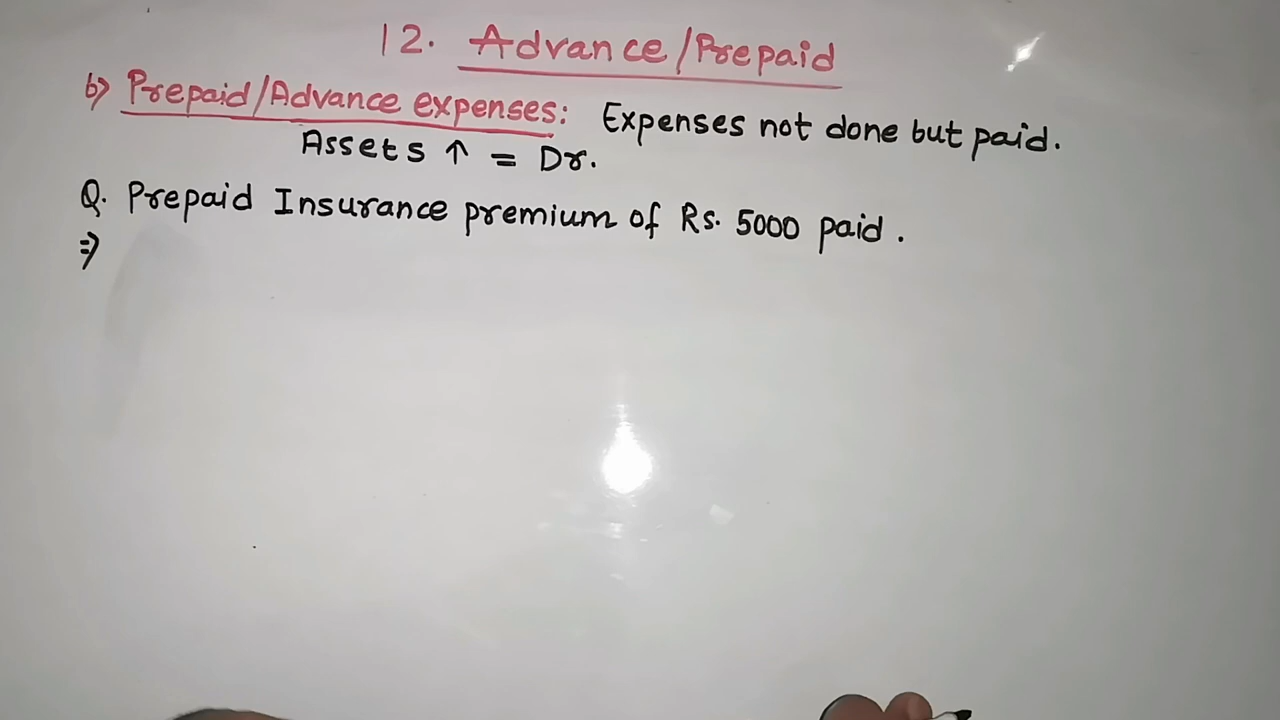 12. Advance/Prepaid
b) Prepaid/Advance expenses: Expenses not done but paid.
Assets ↑ = Dr.
Q. Prepaid Insurance premium of Rs. 5000 paid.
⇒